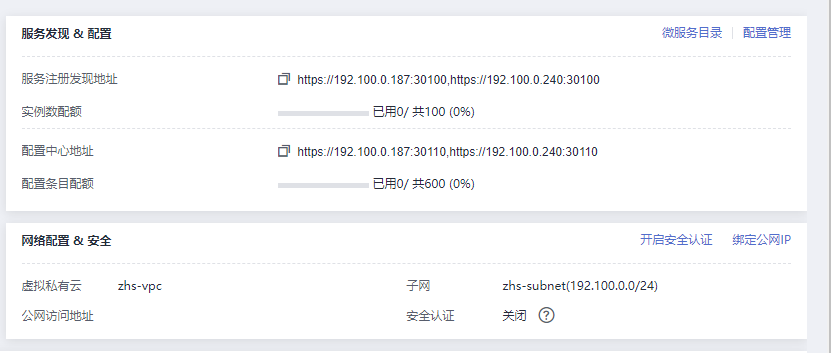 服务发现 & 配置 微服务目录 配置管理
服务注册发现地址 https://192.100.0.187:30100,https://192.100.0.240:30100
实例数配额 已用0/ 共100 (0%)
配置中心地址 https://192.100.0.187:30110,https://192.100.0.240:30110
配置条目配额 已用0/ 共600 (0%)
网络配置 & 安全 开启安全认证 绑定公网IP
虚拟私有云 zhs-vpc 子网 zhs-subnet(192.100.0.0/24)
公网访问地址 安全认证 关闭 ?